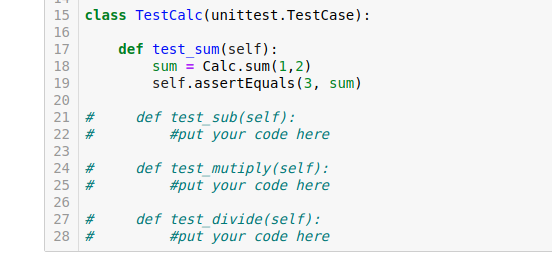 15 class TestCalc(unittest.TestCase):
16
17     def test_sum(self):
18         sum = Calc.sum(1,2)
19         self.assertEquals(3, sum)
20
21 #     def test_sub(self):
22 #         #put your code here
23
24 #     def test_mutiply(self):
25 #         #put your code here
26
27 #     def test_divide(self):
28 #         #put your code here